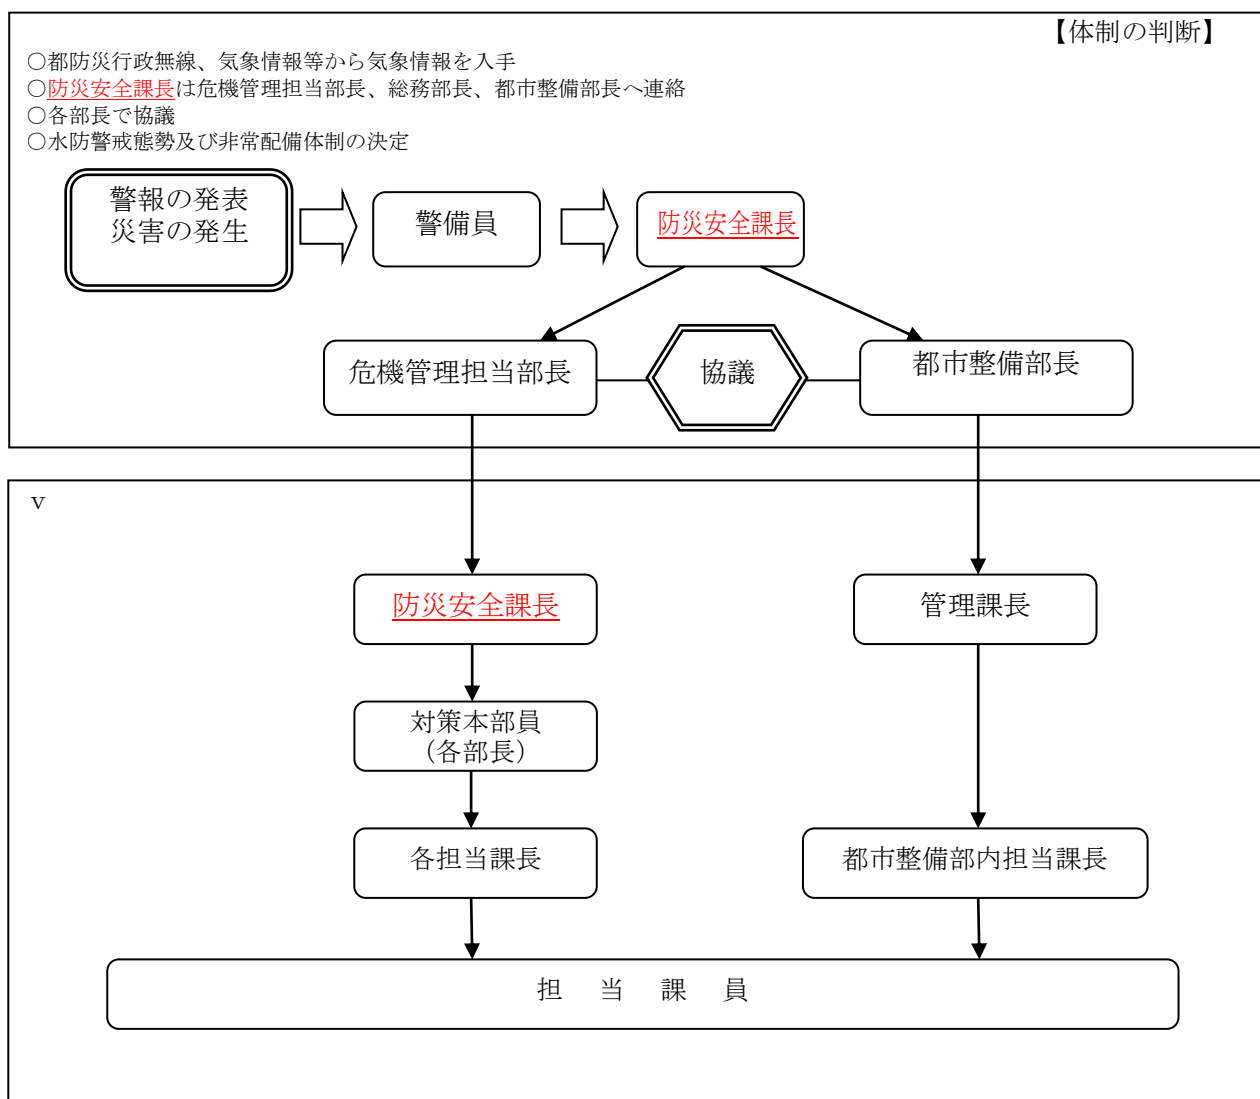 【体制の判断】
○都防災行政無線、気象情報等から気象情報を入手
○防災安全課長は危機管理担当部長、総務部長、都市整備部長へ連絡
○各部長で協議
○水防警戒態勢及び非常配備体制の決定
警報の発表
災害の発生
警備員
防災安全課長
危機管理担当部長
協議
都市整備部長
v
防災安全課長
管理課長
対策本部員
（各部長）
各担当課長
都市整備部内担当課長
担　当　課　員